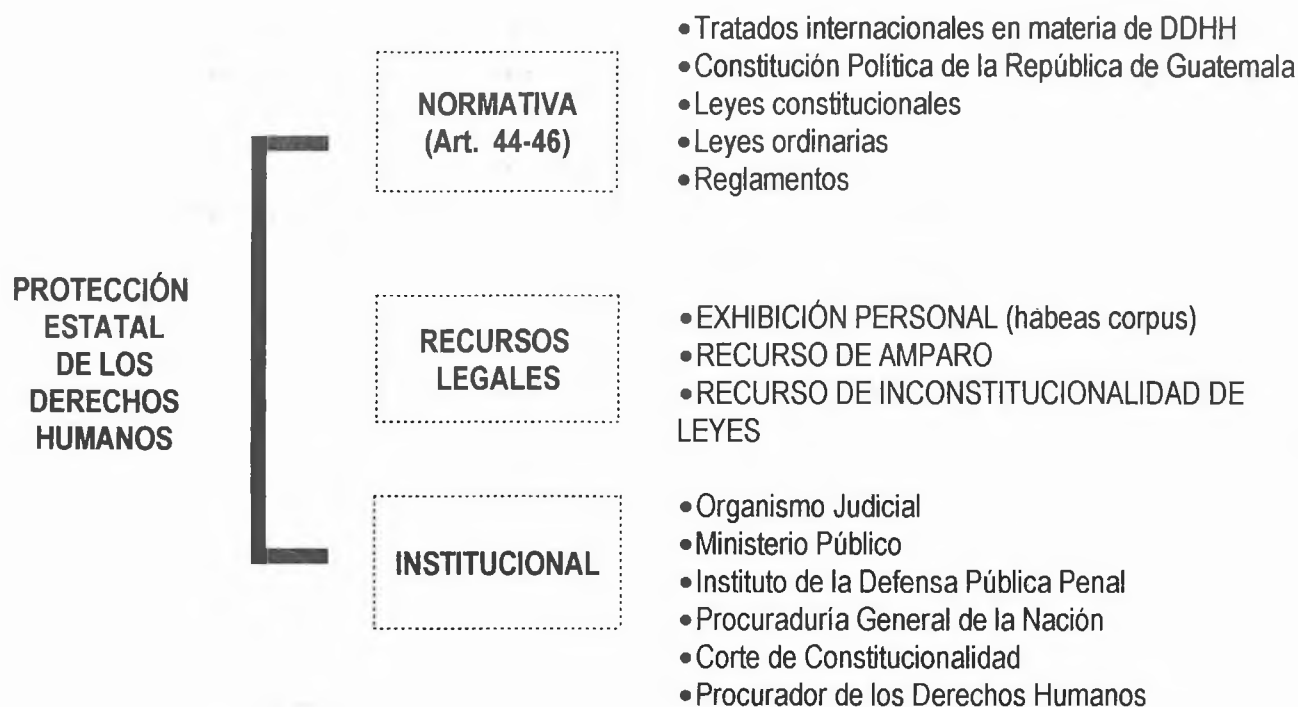 PROTECCIÓN
ESTATAL
DE LOS
DERECHOS
HUMANOS
NORMATIVA
(Art. 44-46)
•Tratados internacionales en materia de DDHH
•Constitución Política de la República de Guatemala
•Leyes constitucionales
•Leyes ordinarias
•Reglamentos
RECURSOS
LEGALES
•EXHIBICIÓN PERSONAL (habeas corpus)
•RECURSO DE AMPARO
•RECURSO DE INCONSTITUCIONALIDAD DE
LEYES
INSTITUCIONAL
•Organismo Judicial
•Ministerio Público
•Instituto de la Defensa Pública Penal
•Procuraduría General de la Nación
•Corte de Constitucionalidad
•Procurador de los Derechos Humanos